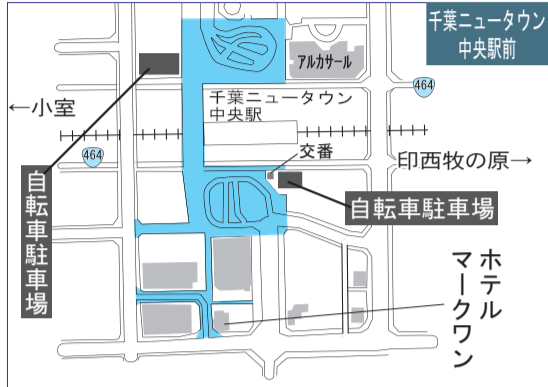 千葉ニュータウン
中央駅前
アルカサール
464
←小室
千葉ニュータウン
中央駅
464
交番
印西牧の原→
自転車駐車場
自転車駐車場
ホテル
マークワン